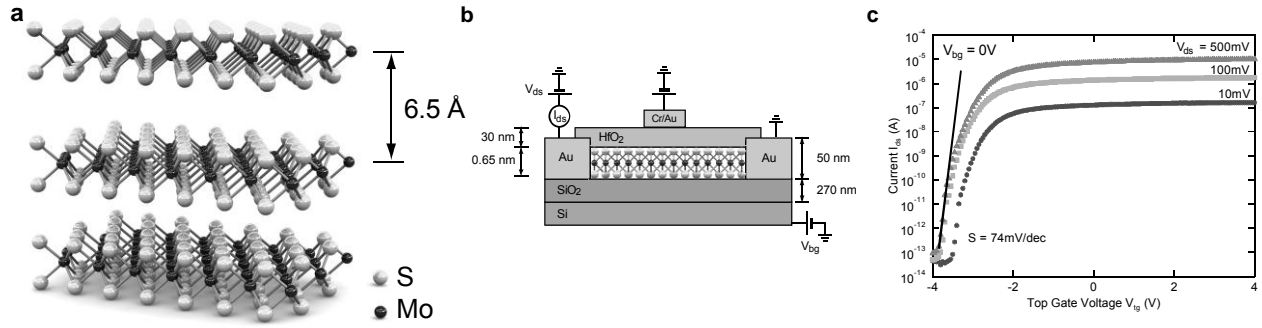 a
6.5 Å
S
Mo
b
V_ds
I_ds
Cr/Au
30 nm
HfO₂
0.65 nm
Au
Au
50 nm
SiO₂
270 nm
Si
V_bg
c
10⁻⁴
10⁻⁵
10⁻⁶
10⁻⁷
10⁻⁸
10⁻⁹
10⁻¹⁰
10⁻¹¹
10⁻¹²
10⁻¹³
10⁻¹⁴
Current I_ds (A)
V_bg = 0V
V_ds = 500mV
100mV
10mV
S = 74mV/dec
-4 -2 0 2 4
Top Gate Voltage V_tg (V)